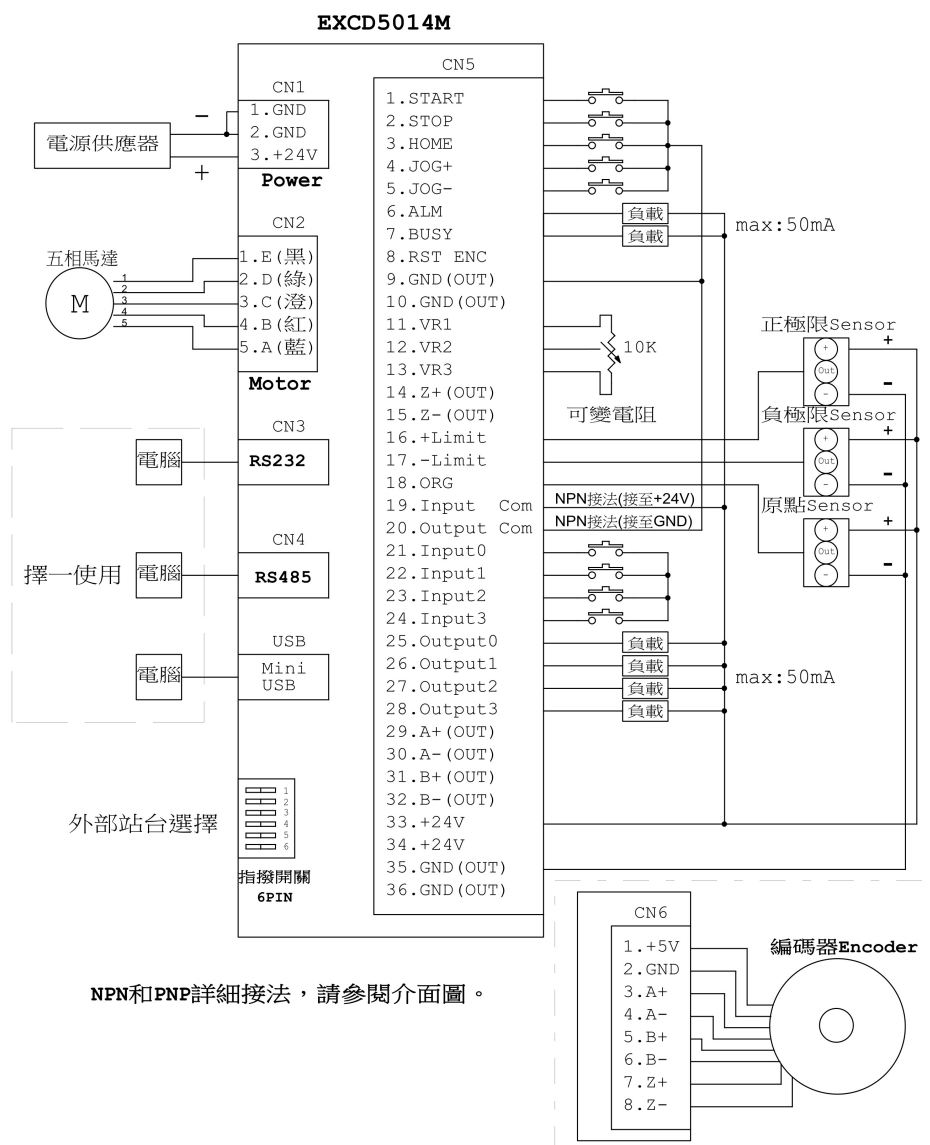 EXCD5014M
CN1
1.GND
2.GND
3.+24V
Power
電源供應器
−
+
CN2
1.E(黑)
2.D(綠)
3.C(澄)
4.B(紅)
5.A(藍)
Motor
五相馬達
M
1
2
3
4
5
CN3
RS232
電腦
CN4
RS485
電腦
擇一使用
USB
Mini
USB
電腦
外部站台選擇
1
2
3
4
5
6
指撥開關
6PIN
CN5
1.START
2.STOP
3.HOME
4.JOG+
5.JOG-
6.ALM
7.BUSY
8.RST ENC
9.GND(OUT)
10.GND(OUT)
11.VR1
12.VR2
13.VR3
14.Z+(OUT)
15.Z-(OUT)
16.+Limit
17.-Limit
18.ORG
19.Input Com
20.Output Com
21.Input0
22.Input1
23.Input2
24.Input3
25.Output0
26.Output1
27.Output2
28.Output3
29.A+(OUT)
30.A-(OUT)
31.B+(OUT)
32.B-(OUT)
33.+24V
34.+24V
35.GND(OUT)
36.GND(OUT)
負載
負載
max:50mA
10K
可變電阻
正極限Sensor
+
Out
-
+
-
負極限Sensor
+
Out
-
+
-
原點Sensor
+
Out
-
+
-
NPN接法(接至+24V)
NPN接法(接至GND)
負載
負載
負載
負載
max:50mA
CN6
1.+5V
2.GND
3.A+
4.A-
5.B+
6.B-
7.Z+
8.Z-
編碼器Encoder
NPN和PNP詳細接法，請參閱介面圖。